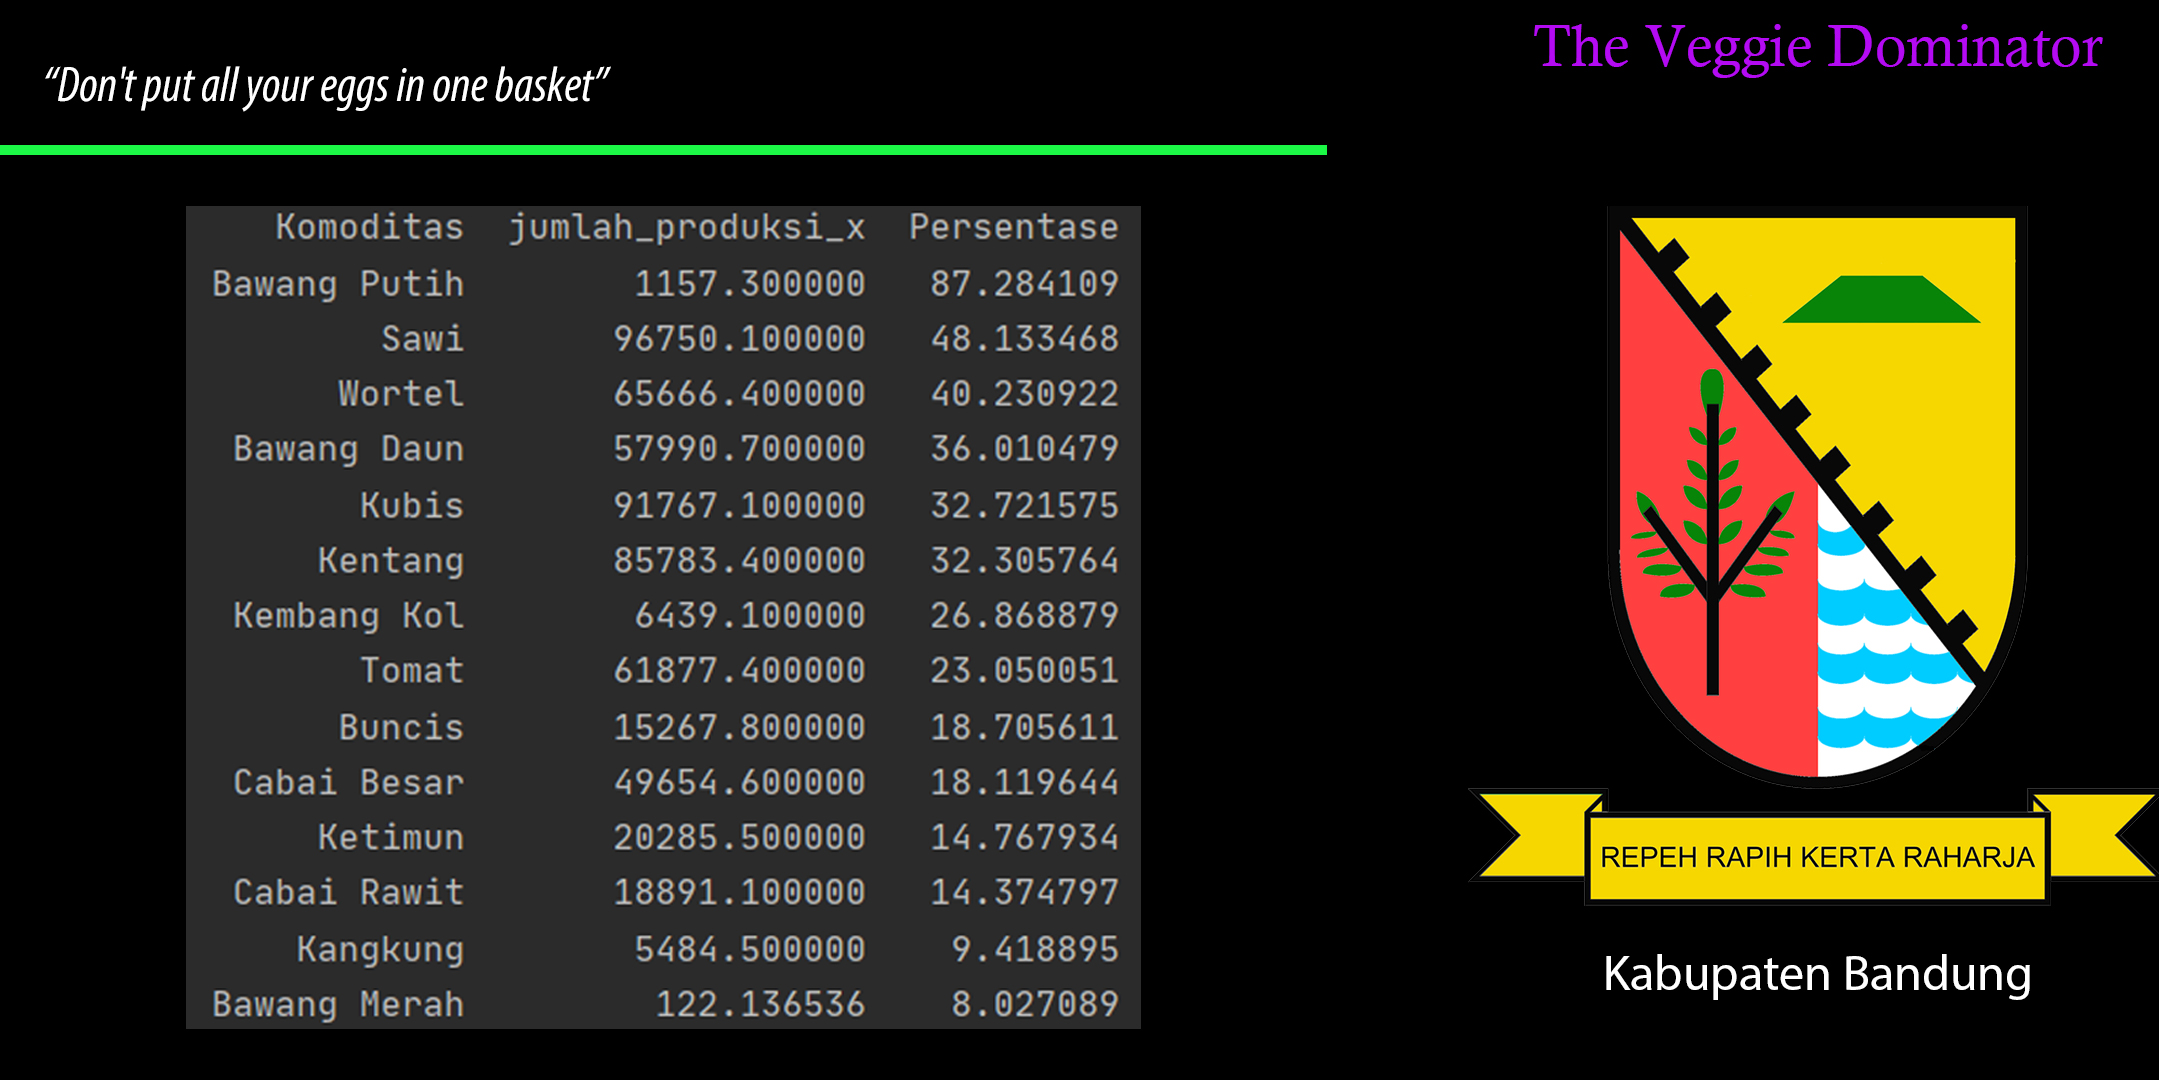 “Don't put all your eggs in one basket”
The Veggie Dominator
Komoditas jumlah_produksi_x Persentase
Bawang Putih 1157.300000 87.284109
Sawi 96750.100000 48.133468
Wortel 65666.400000 40.230922
Bawang Daun 57990.700000 36.010479
Kubis 91767.100000 32.721575
Kentang 85783.400000 32.305764
Kembang Kol 6439.100000 26.868879
Tomat 61877.400000 23.050051
Buncis 15267.800000 18.705611
Cabai Besar 49654.600000 18.119644
Ketimun 20285.500000 14.767934
Cabai Rawit 18891.100000 14.374797
Kangkung 5484.500000 9.418895
Bawang Merah 122.136536 8.027089
REPEH RAPIH KERTA RAHARJA
Kabupaten Bandung